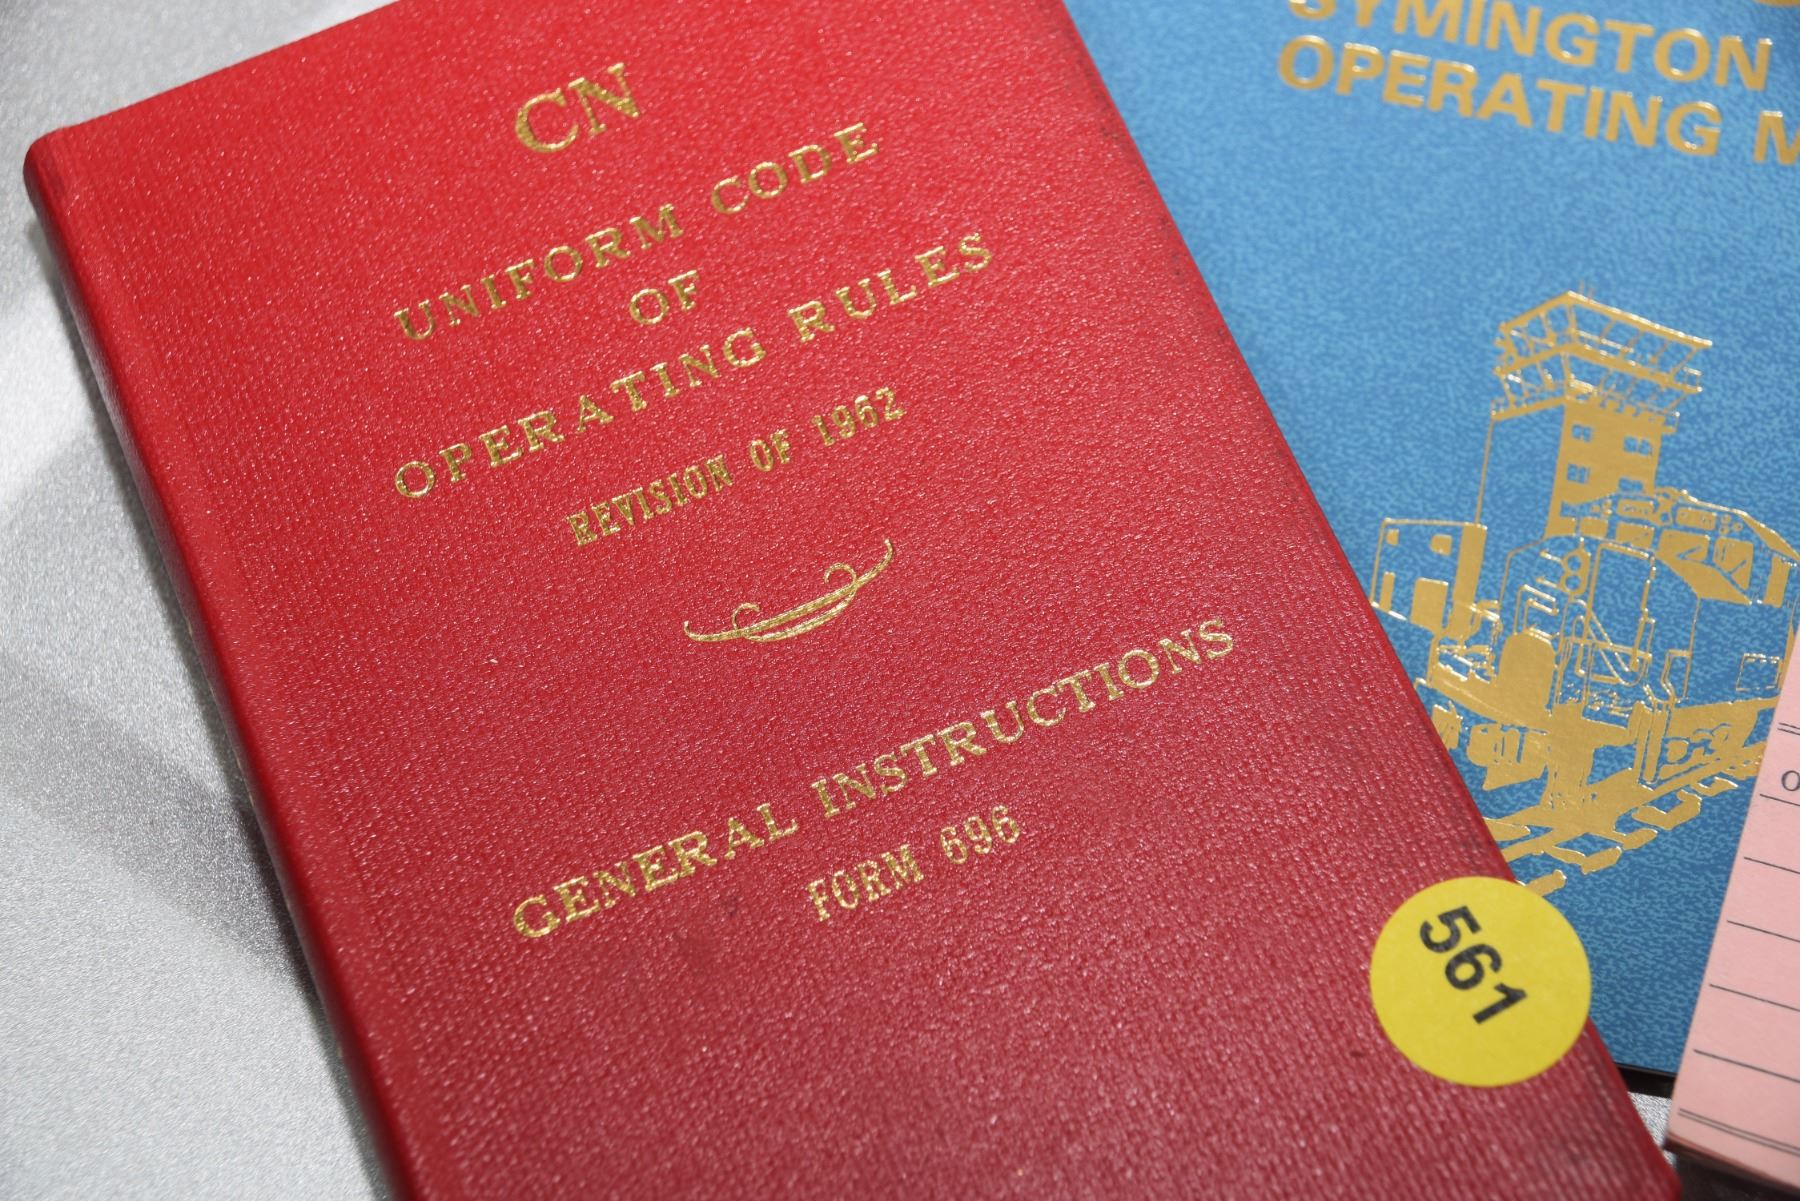 CN
UNIFORM CODE
OF
OPERATING RULES
REVISION OF 1962
GENERAL INSTRUCTIONS
FORM 696
561
SYMINGTON
OPERATING